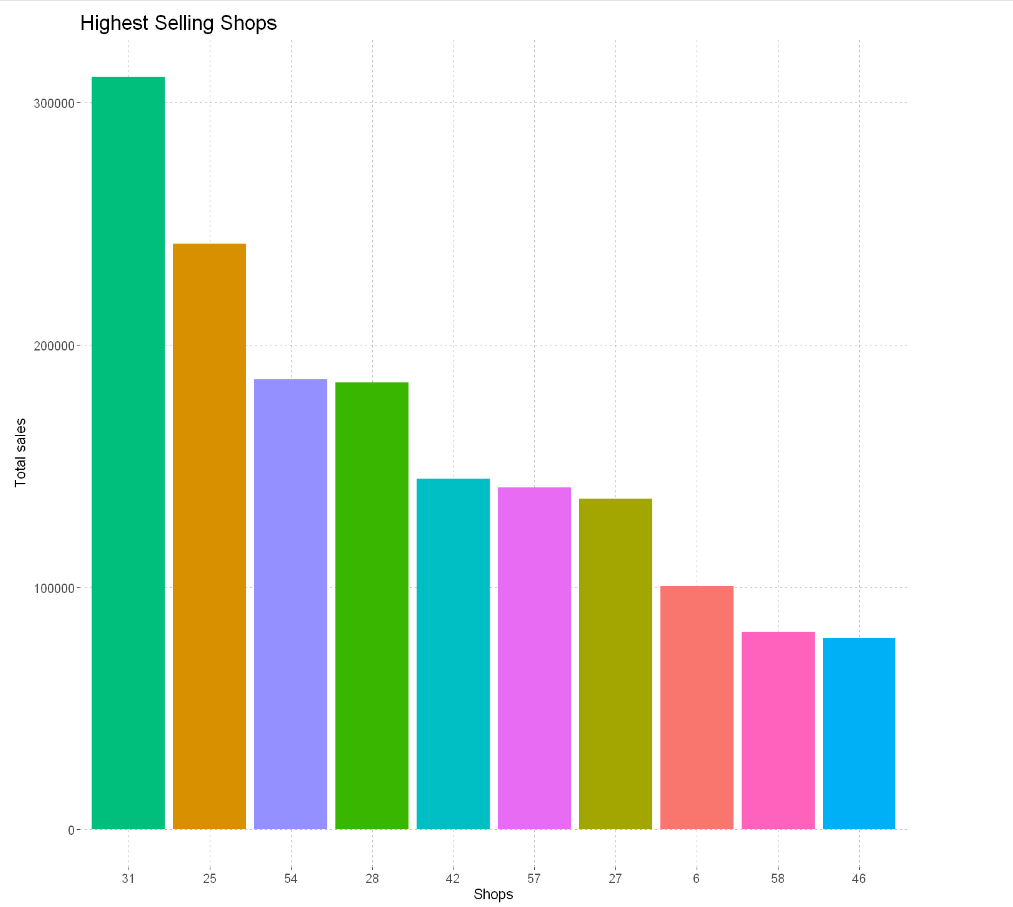 Highest Selling Shops
300000
200000
100000
0
Total sales
31 25 54 28 42 57 27 6 58 46
Shops